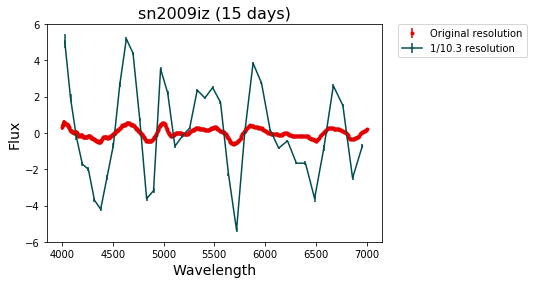 sn2009iz (15 days)
Original resolution
1/10.3 resolution
6
4
2
0
−2
−4
−6
Flux
4000 4500 5000 5500 6000 6500 7000
Wavelength